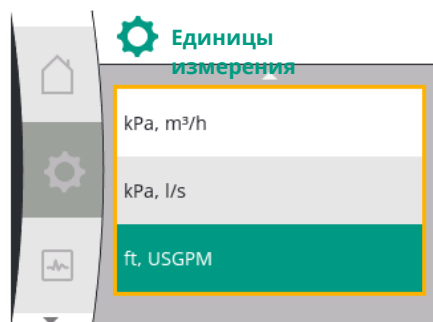 Единицы
измерения
kPa, m³/h
kPa, l/s
ft, USGPM